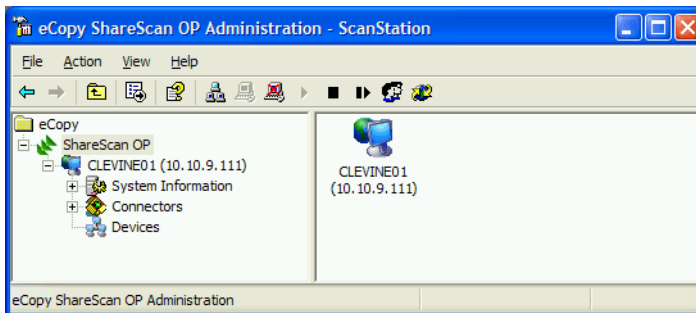 eCopy ShareScan OP Administration - ScanStation
File Action View Help
eCopy
ShareScan OP
CLEVINE01 (10.10.9.111)
System Information
Connectors
Devices
CLEVINE01
(10.10.9.111)
eCopy ShareScan OP Administration